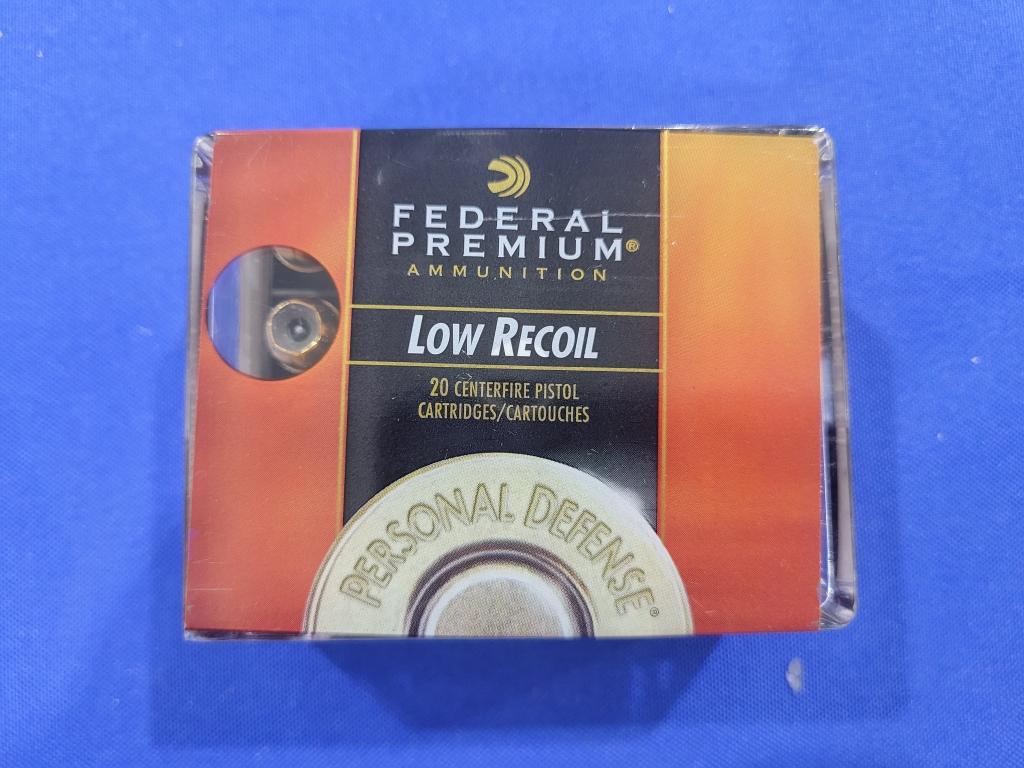 FEDERAL
PREMIUM®
AMMUNITION
LOW RECOIL
20 CENTERFIRE PISTOL
CARTRIDGES/CARTOUCHES
PERSONAL DEFENSE®